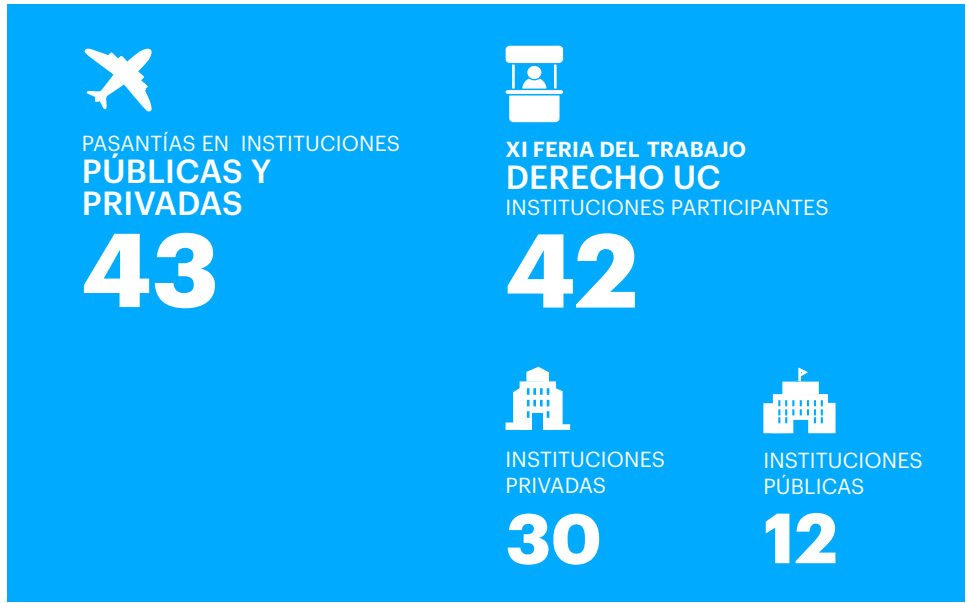 PASANTÍAS EN INSTITUCIONES
PÚBLICAS Y
PRIVADAS
43
XI FERIA DEL TRABAJO
DERECHO UC
INSTITUCIONES PARTICIPANTES
42
INSTITUCIONES
PRIVADAS
30
INSTITUCIONES
PÚBLICAS
12